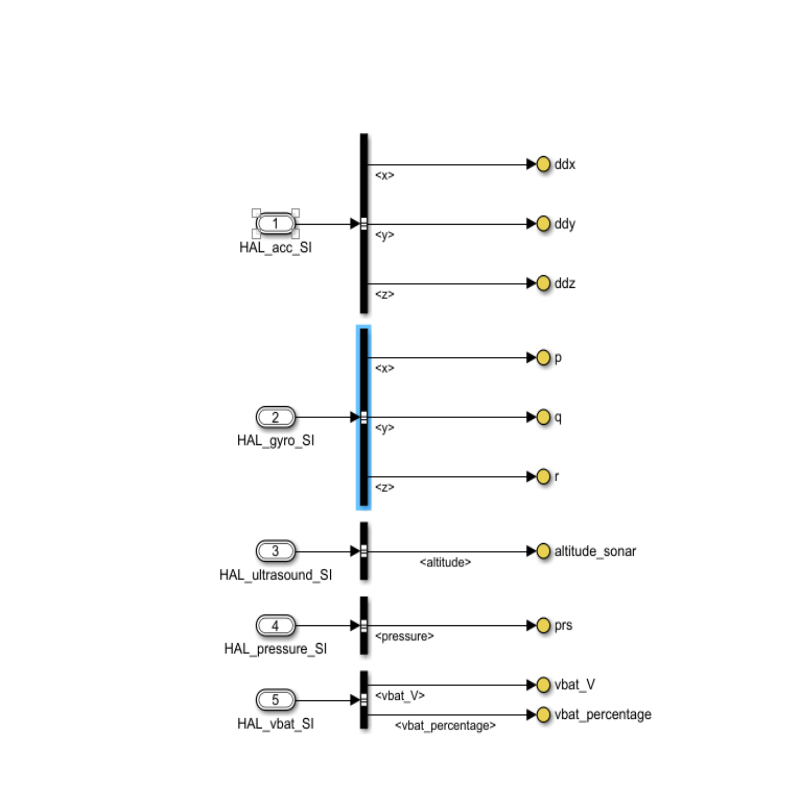 <x>
ddx
1
<y>
ddy
HAL_acc_SI
<z>
ddz
<x>
p
2
<y>
q
HAL_gyro_SI
<z>
r
3
<altitude>
altitude_sonar
HAL_ultrasound_SI
4
<pressure>
prs
HAL_pressure_SI
5
<vbat_V>
vbat_V
HAL_vbat_SI
<vbat_percentage>
vbat_percentage